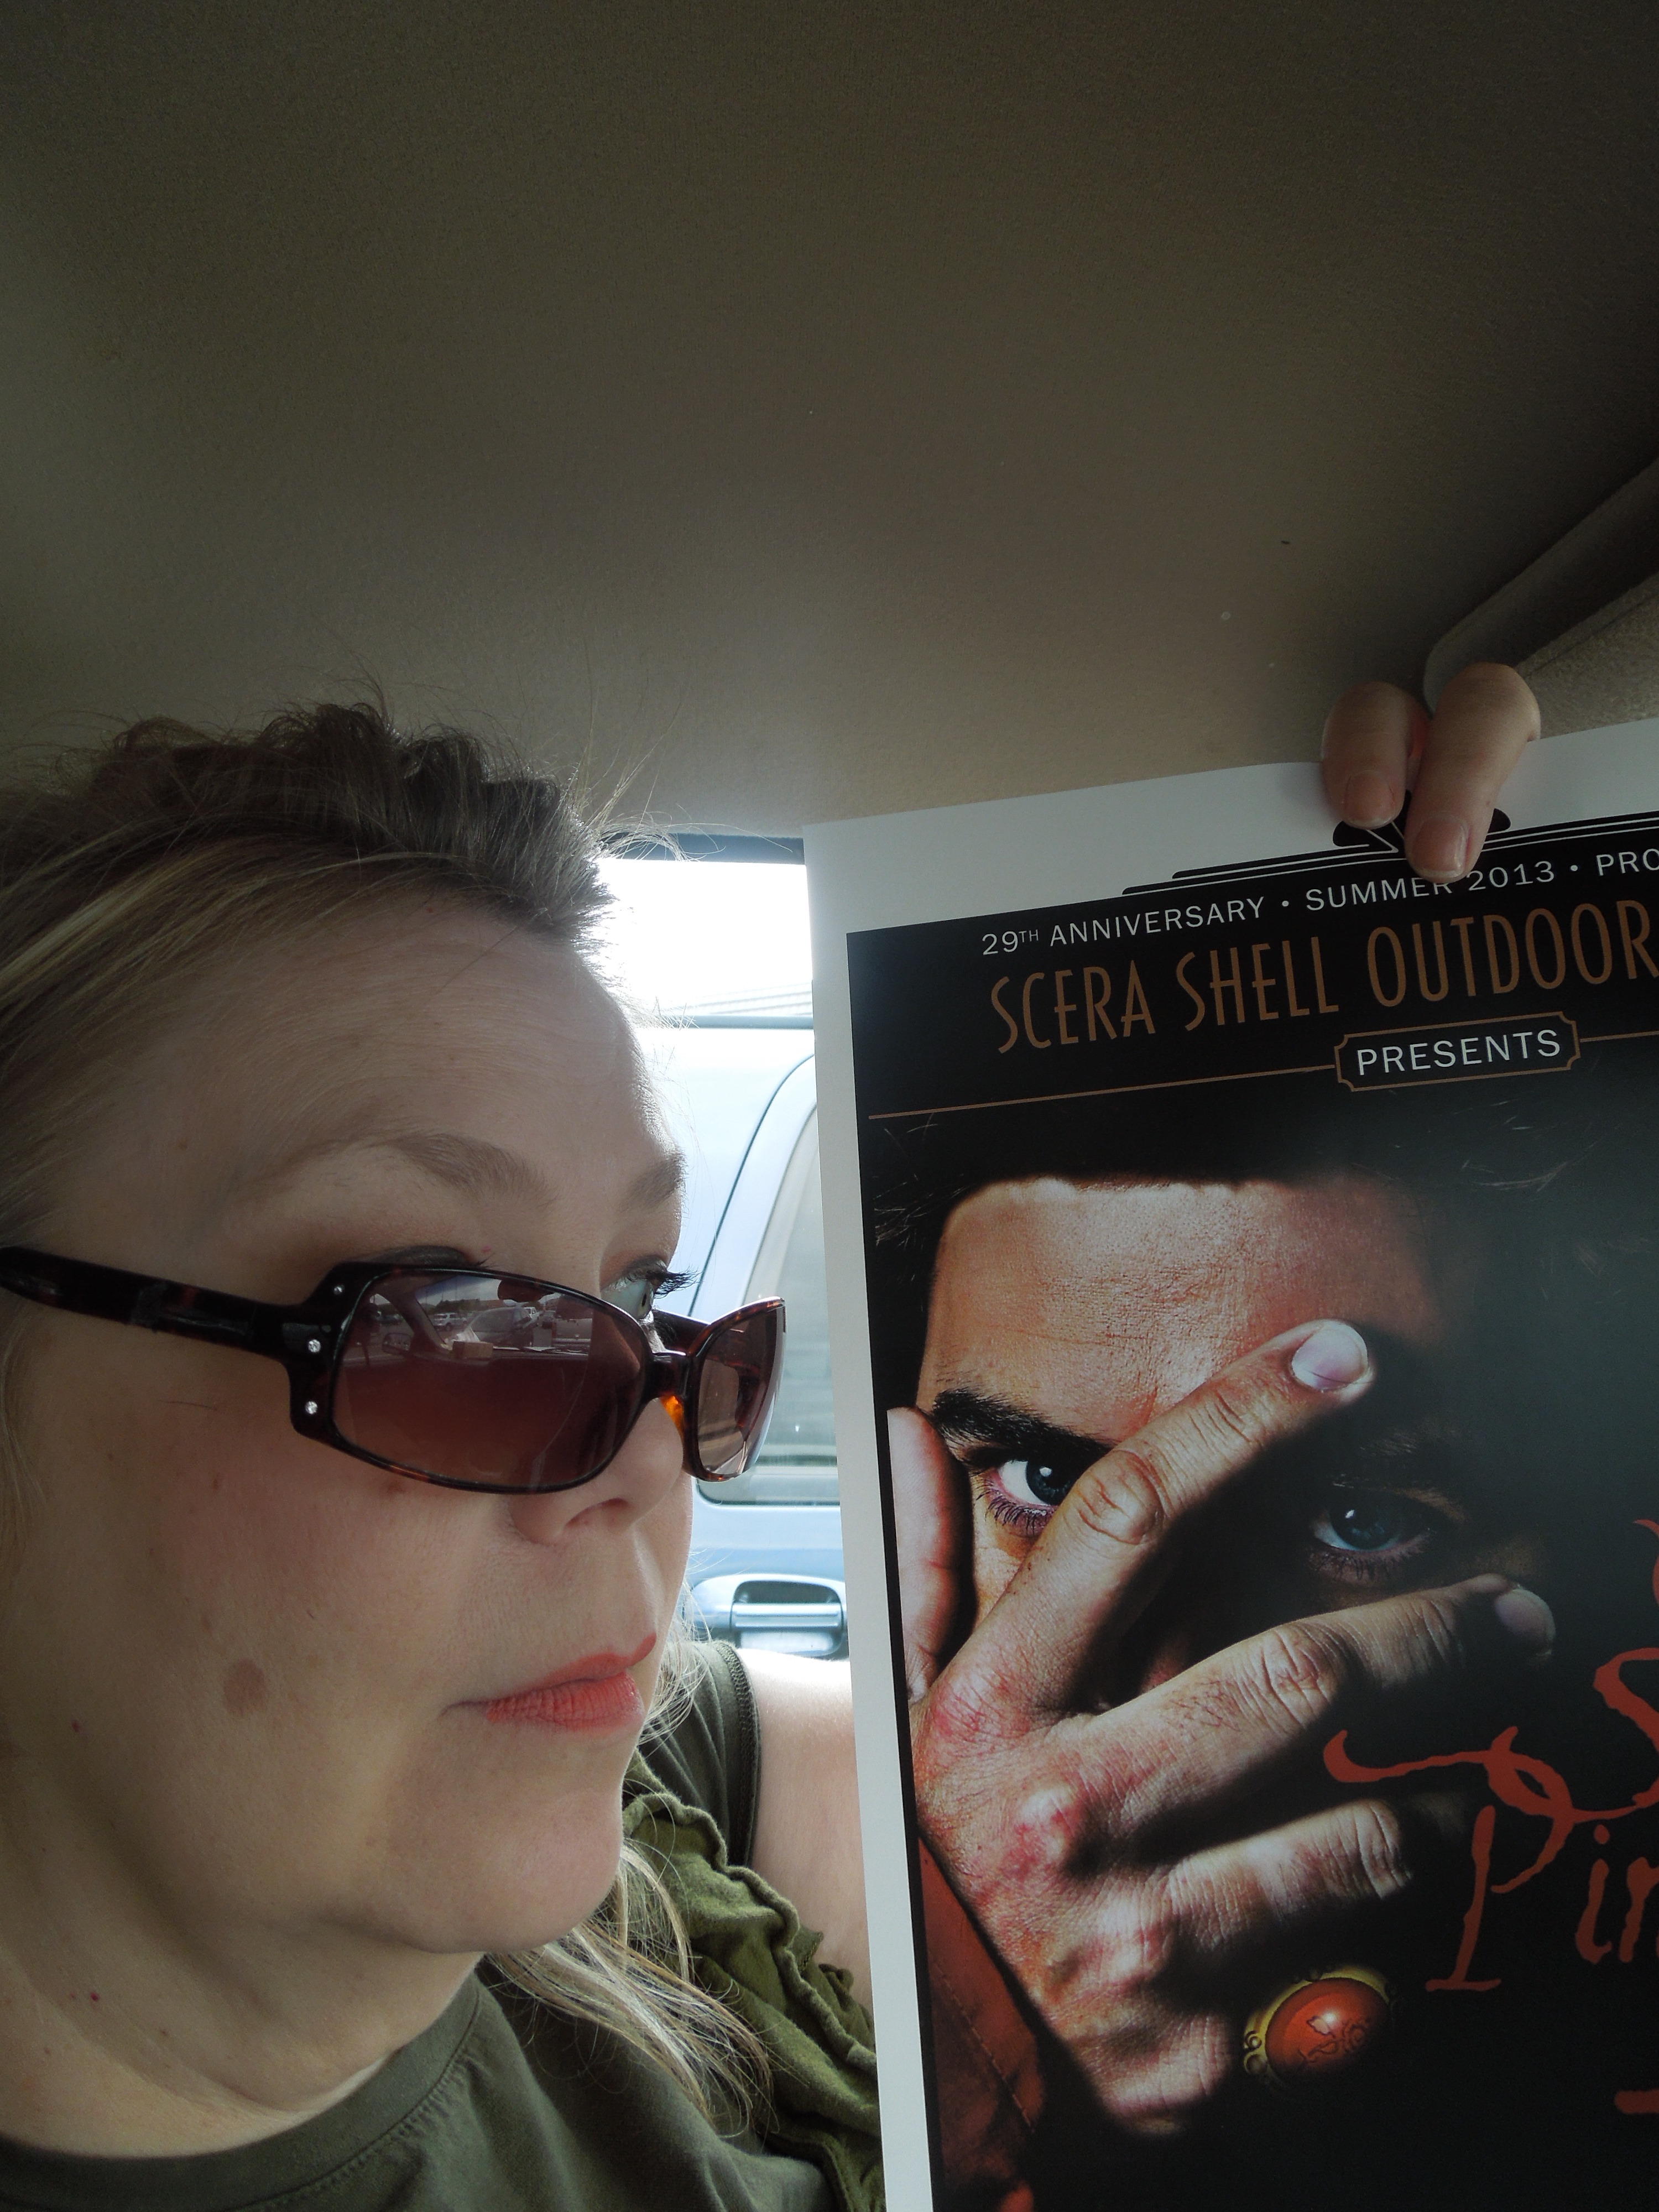 29TH ANNIVERSARY • SUMMER 2013 •
SCERA SHELL OUTDOOR
PRESENTS